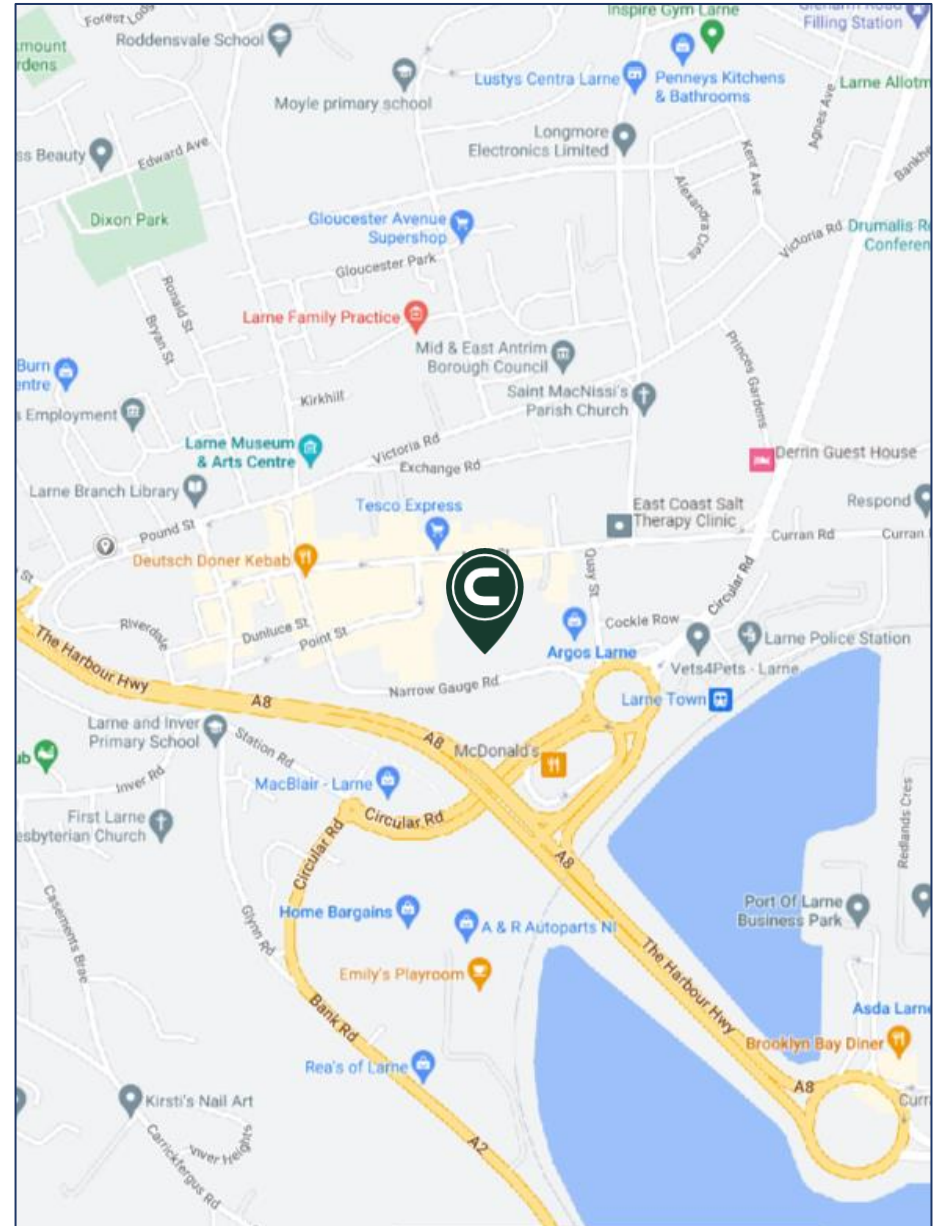 Inspire Gym Larne
Forest
Filling Station
Roddensvale School
Lustys Centra Larne
Penneys Kitchens
& Bathrooms
Larne Allotm
Moyle primary school
Agnes Ave
Longmore
Electronics Limited
Kent Ave
ss Beauty
Edward Ave
Bankhe
Alexandra Cres
Dixon Park
Gloucester Avenue
Supershop
Victoria Rd
Drumalis Re
Conferen
Gloucester Park
Ronald St
Bryan St
Larne Family Practice
Mid & East Antrim
Borough Council
Princes Gardens
Burn
entre
Saint MacNissi's
Parish Church
Kirkhill
s Employment
Larne Museum
& Arts Centre
Victoria Rd
Exchange Rd
Derrin Guest House
Larne Branch Library
Tesco Express
East Coast Salt
Therapy Clinic
Respond
Pound St
Curran Rd
Curran
Deutsch Doner Kebab
St
C
Quay St
Circular Rd
Riverdale
Dunluce St
Point St
Cockle Row
Argos Larne
Larne Police Station
Vets4Pets - Larne
The Harbour Hwy
A8
Narrow Gauge Rd
Larne Town
Larne and Inver
Primary School
Station Rd
A8
McDonald's
ub
Inver Rd
MacBlair - Larne
Circular Rd
First Larne
esbyterian Church
Circular Rd
A8
Redlands Cres
Casements Brae
Glynn Rd
Home Bargains
A & R Autoparts NI
Port Of Larne
Business Park
Emily's Playroom
The Harbour Hwy
Bank Rd
Asda Larne
Brooklyn Bay Diner
Rea's of Larne
A8
Kirsti's Nail Art
Curr
A2
Inver Heights
Carrickfergus Rd